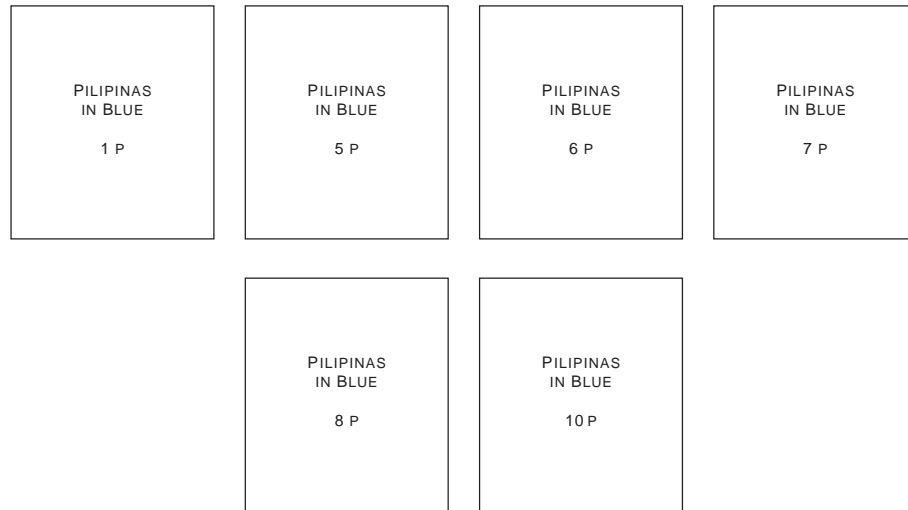 PILIPINAS
IN BLUE
1 P
PILIPINAS
IN BLUE
5 P
PILIPINAS
IN BLUE
6 P
PILIPINAS
IN BLUE
7 P
PILIPINAS
IN BLUE
8 P
PILIPINAS
IN BLUE
10 P